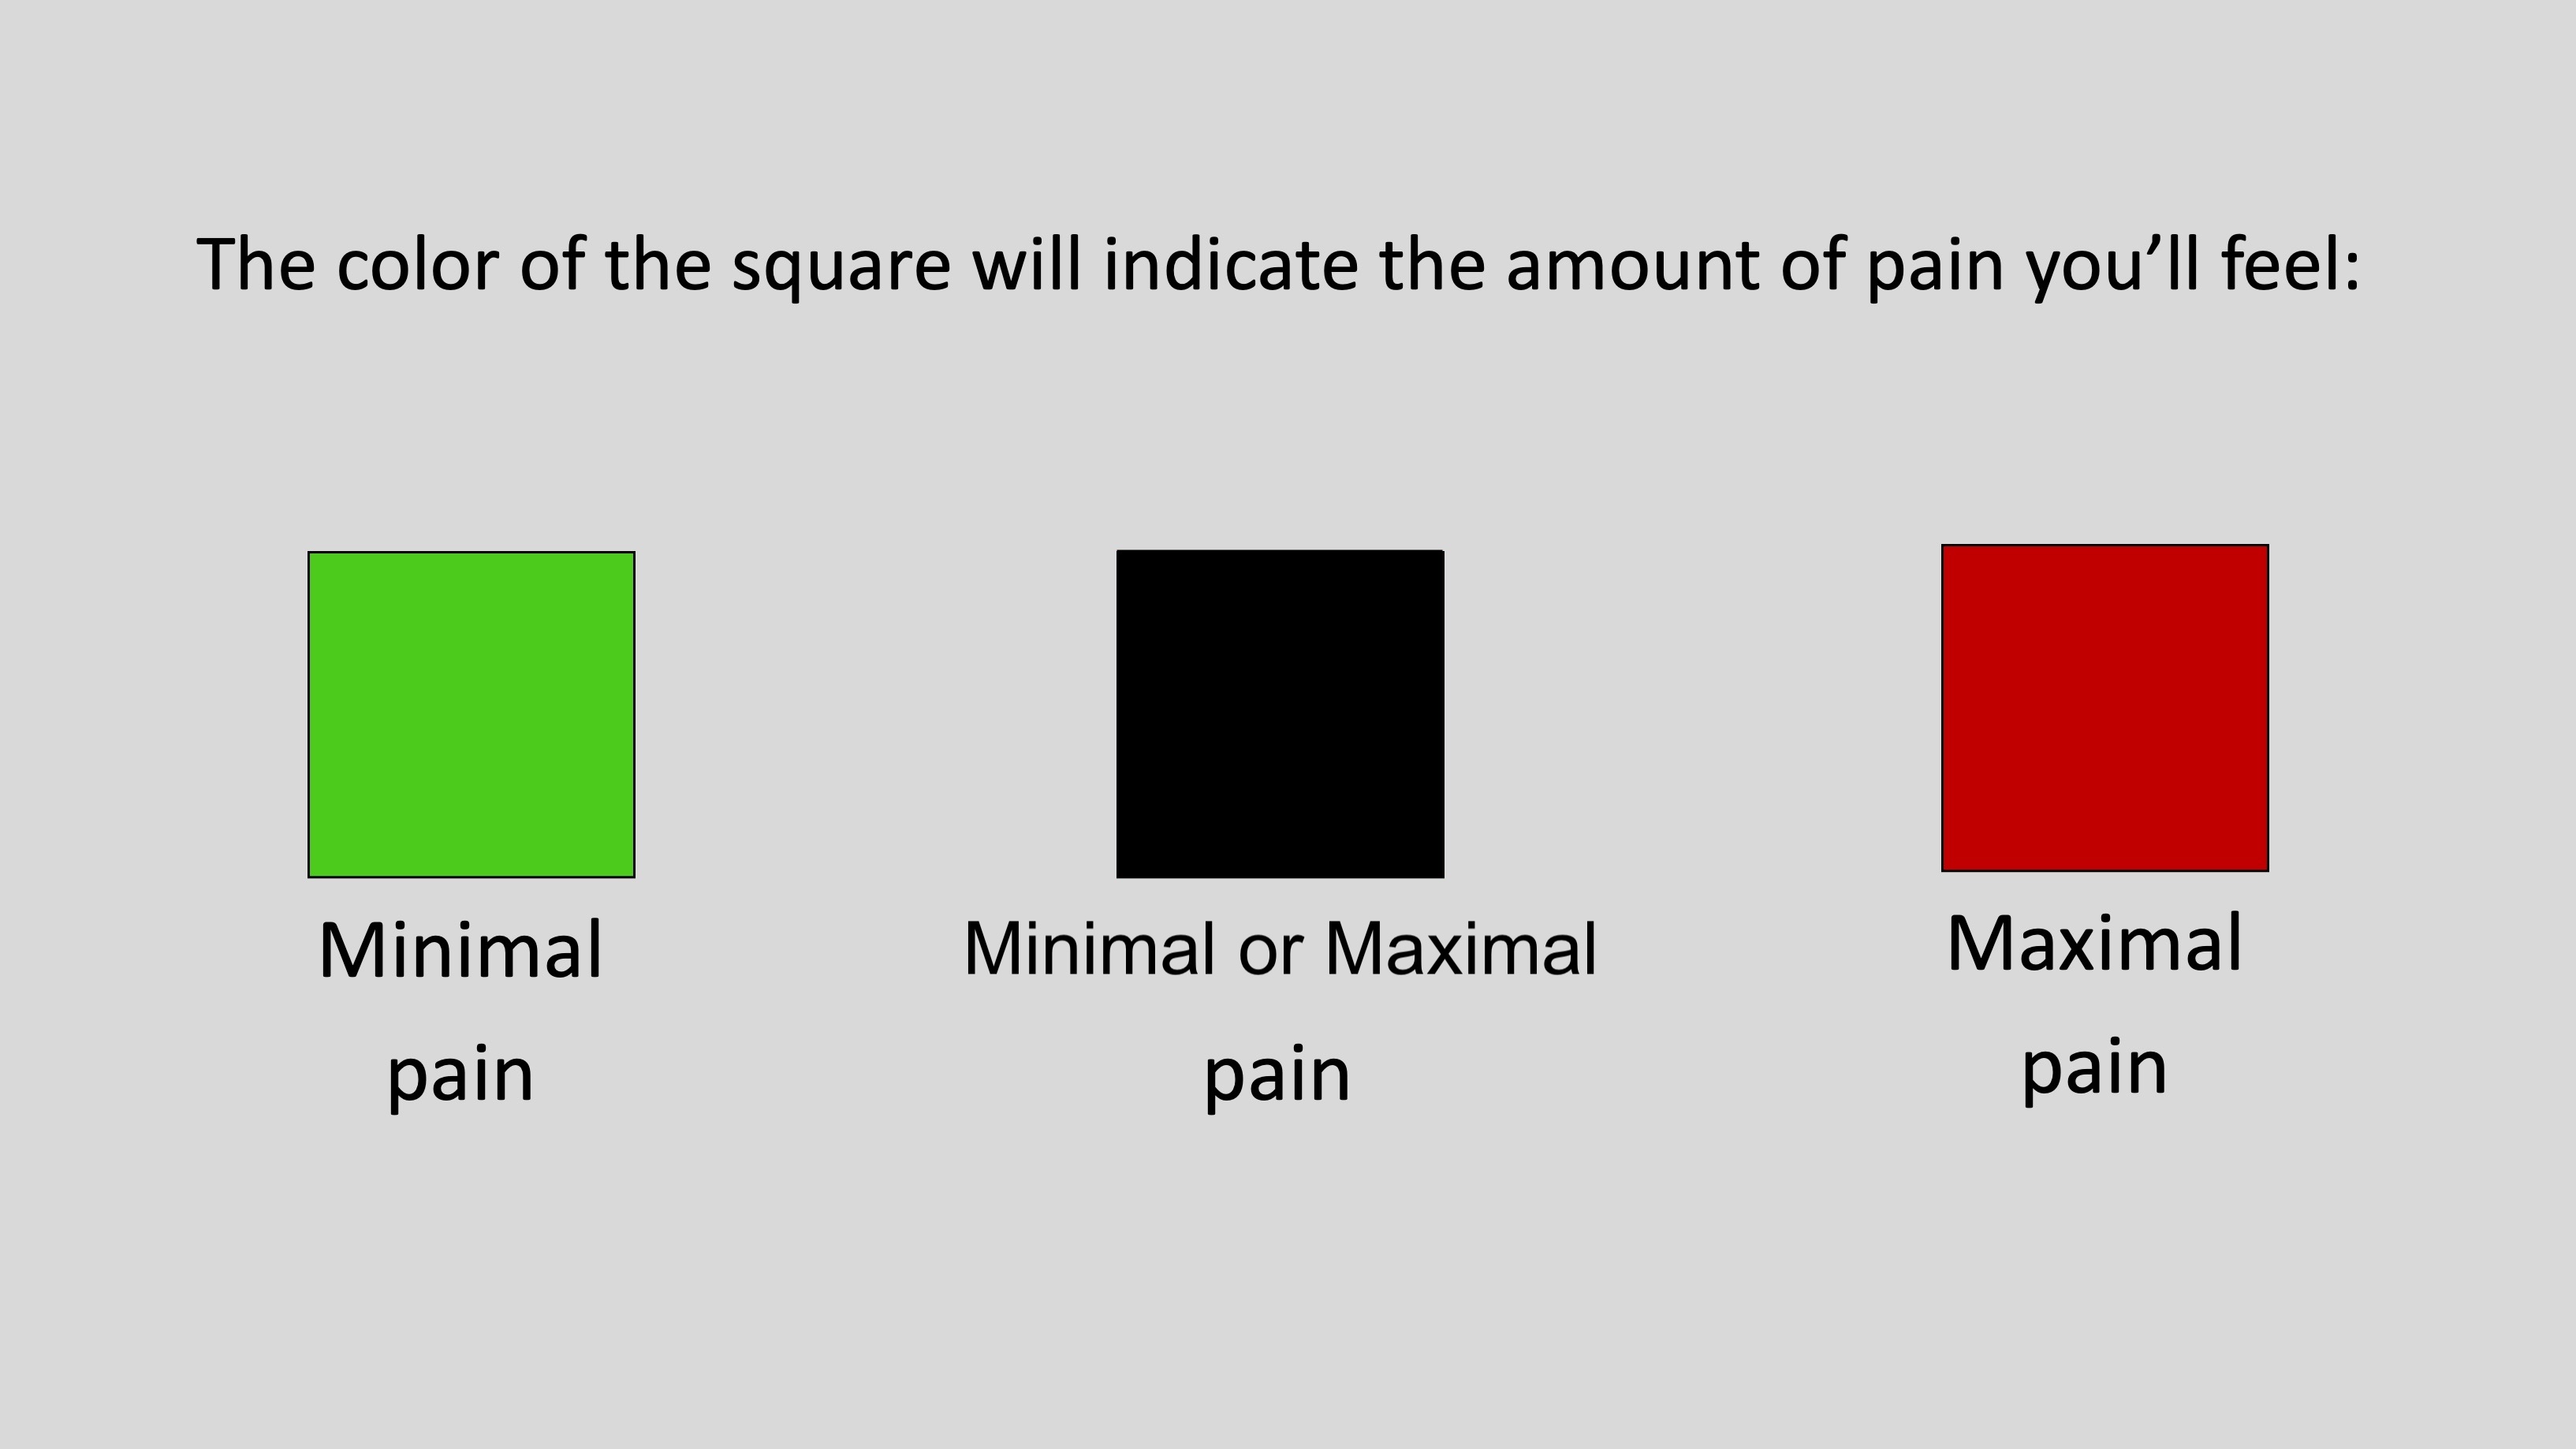 The color of the square will indicate the amount of pain you’ll feel:
Minimal
pain
Minimal or Maximal
pain
Maximal
pain